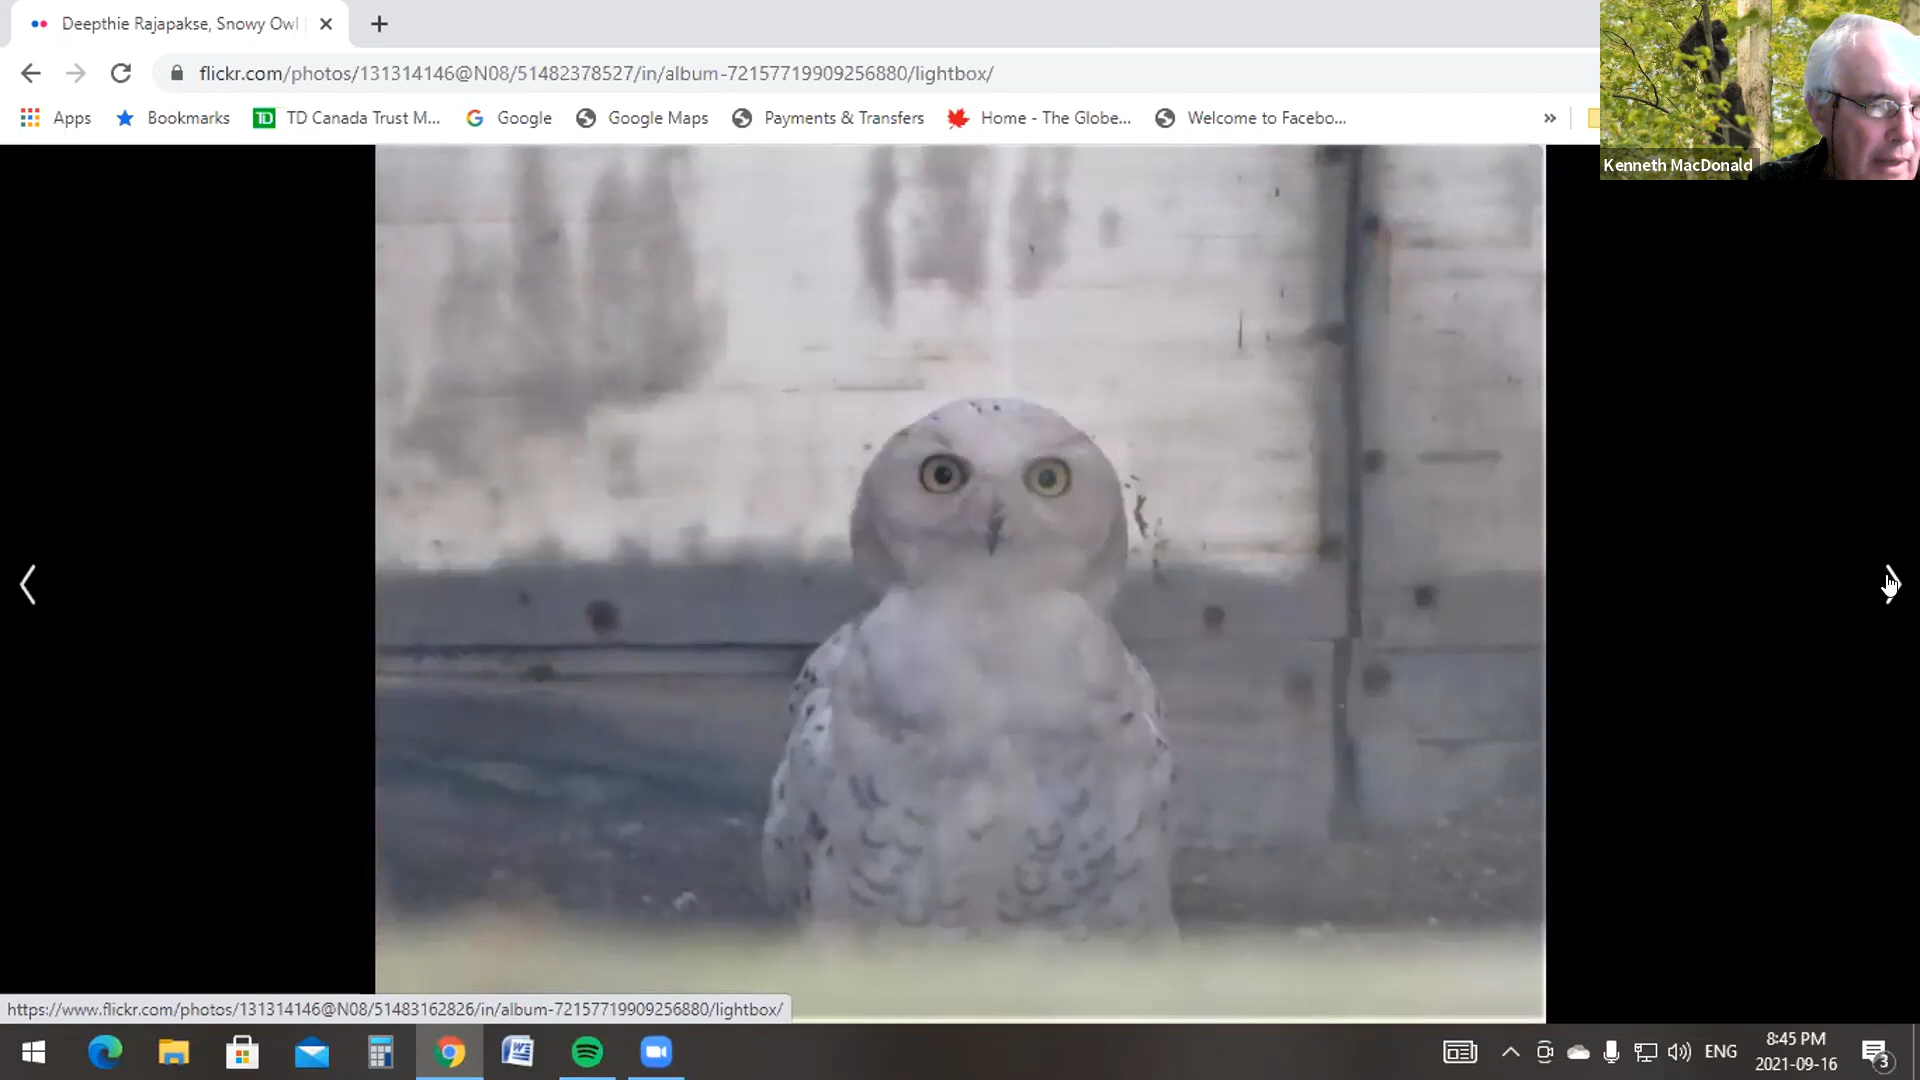 Deepthie Rajapakse, Snowy Owl
flickr.com/photos/131314146@N08/51482378527/in/album-72157719909256880/lightbox/
Apps Bookmarks TD TD Canada Trust M... Google Google Maps Payments & Transfers Home - The Globe... Welcome to Facebo... »
Kenneth MacDonald
https://www.flickr.com/photos/131314146@N08/51483162826/in/album-72157719909256880/lightbox/
ENG
8:45 PM
2021-09-16
3